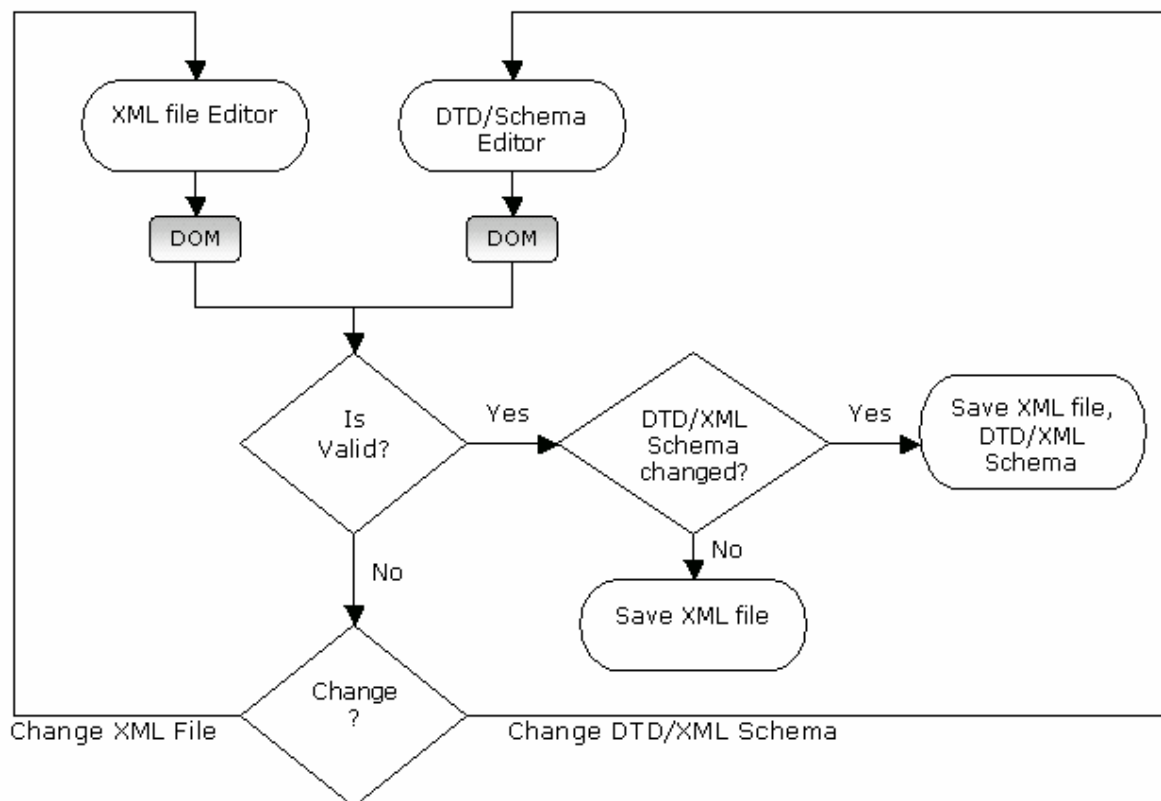 XML file Editor
DTD/Schema
Editor
DOM
DOM
Is
Valid?
Yes
DTD/XML
Schema
changed?
Yes
Save XML file,
DTD/XML
Schema
No
No
Save XML file
Change
?
Change XML File
Change DTD/XML Schema